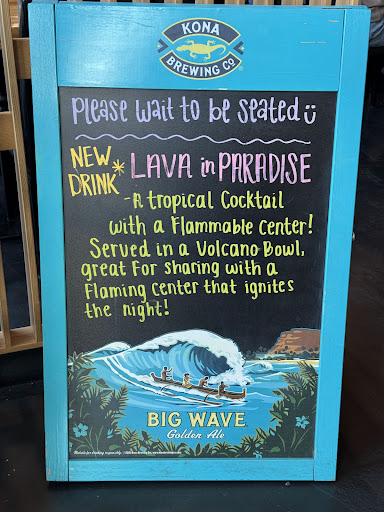 KONA
BREWING CO
Please wait to be seated
NEW
DRINK*
LAVA in PARADISE
-A tropical Cocktail
with a Flammable Center!
Served in a Volcano Bowl,
great For sharing with a
Flaming Center that ignites
the night!
BIG WAVE
Golden Ale